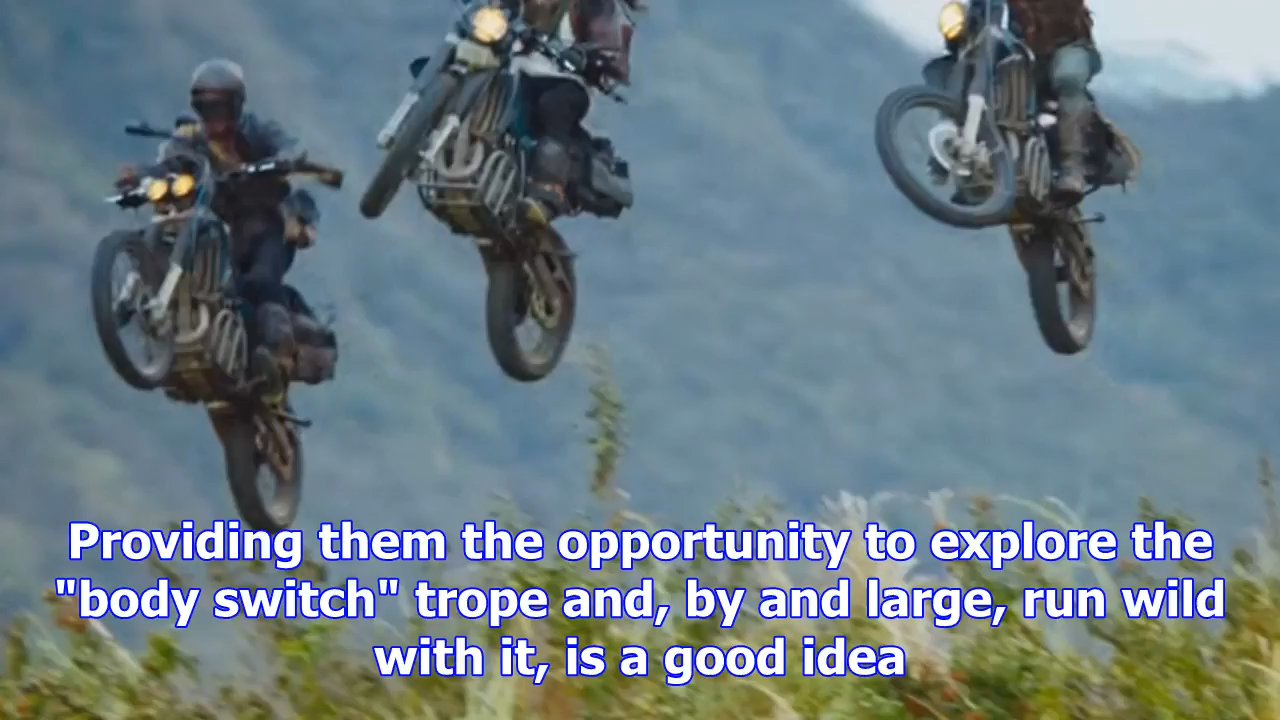 Providing them the opportunity to explore the
"body switch" trope and, by and large, run wild
with it, is a good idea